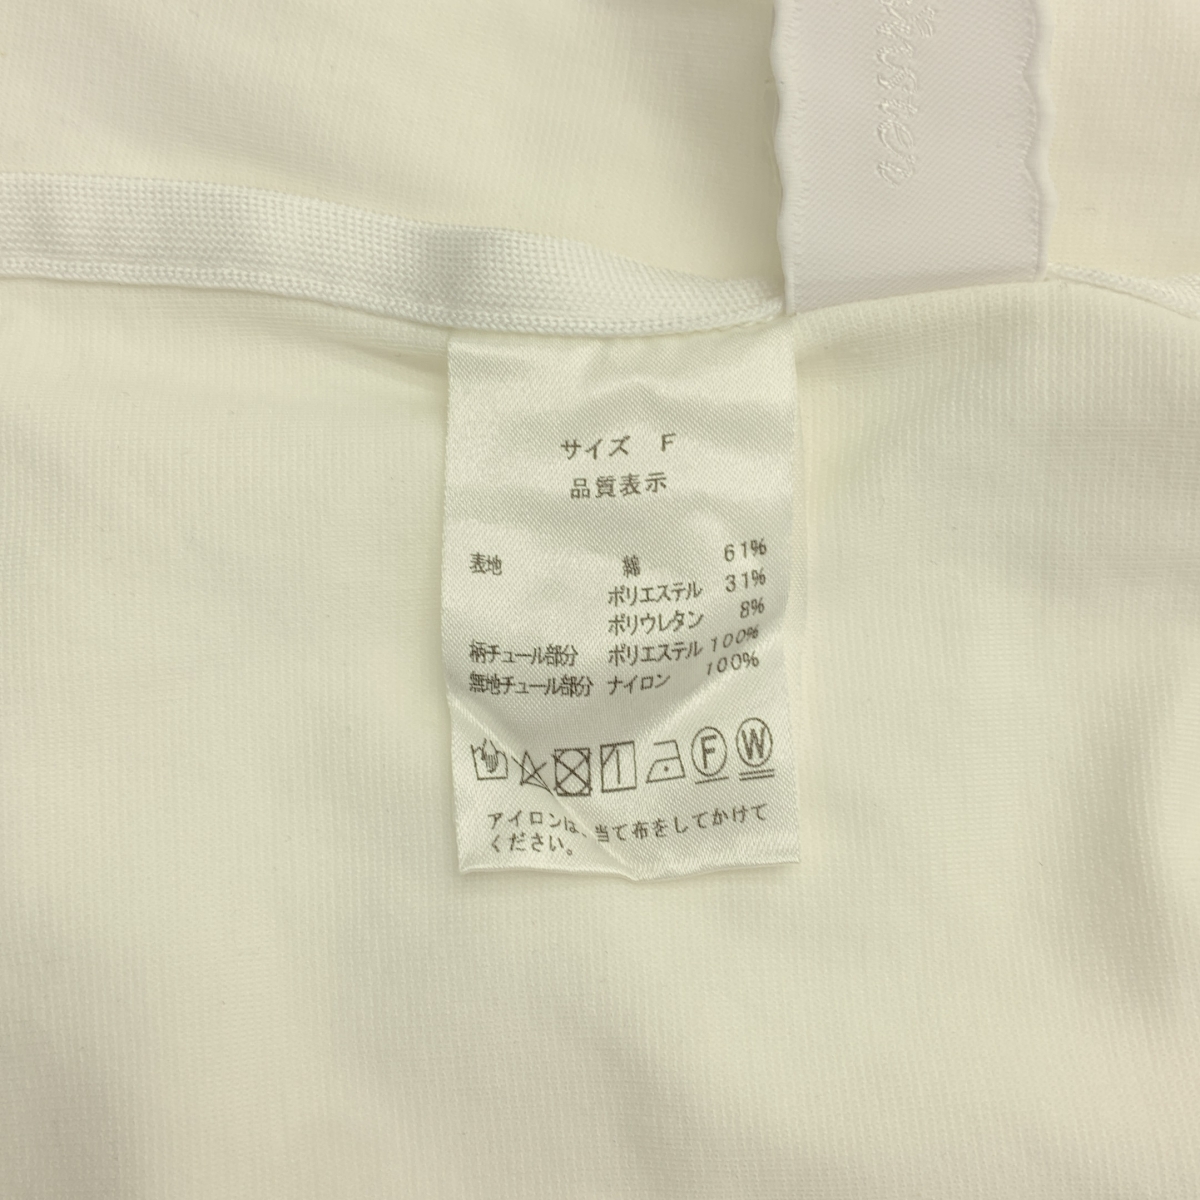 サイズ F
品質表示
表地 綿 61%
ポリエステル 31%
ポリウレタン 8%
柄チュール部分 ポリエステル 100%
無地チュール部分 ナイロン 100%
F W
アイロンは、当て布をしてかけて
ください。